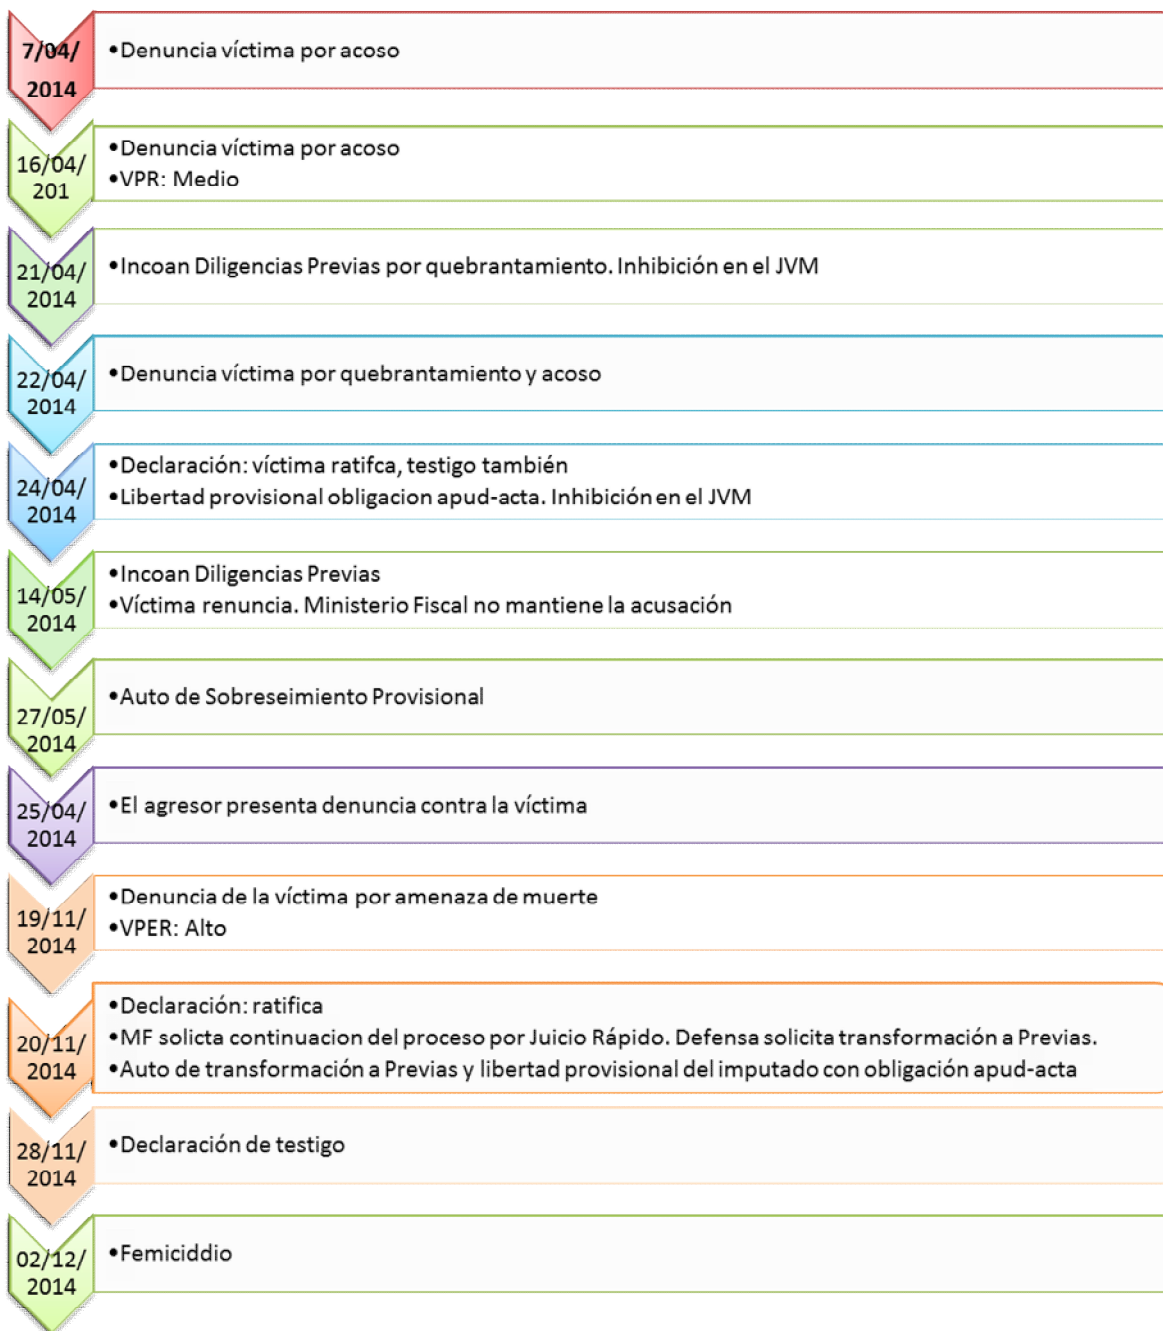 7/04/
2014
•Denuncia víctima por acoso
16/04/
201
•Denuncia víctima por acoso
•VPR: Medio
21/04/
2014
•Incoan Diligencias Previas por quebrantamiento. Inhibición en el JVM
22/04/
2014
•Denuncia víctima por quebrantamiento y acoso
24/04/
2014
•Declaración: víctima ratifca, testigo también
•Libertad provisional obligacion apud-acta. Inhibición en el JVM
14/05/
2014
•Incoan Diligencias Previas
•Víctima renuncia. Ministerio Fiscal no mantiene la acusación
27/05/
2014
•Auto de Sobreseimiento Provisional
25/04/
2014
•El agresor presenta denuncia contra la víctima
19/11/
2014
•Denuncia de la víctima por amenaza de muerte
•VPER: Alto
20/11/
2014
•Declaración: ratifica
•MF solicta continuacion del proceso por Juicio Rápido. Defensa solicita transformación a Previas.
•Auto de transformación a Previas y libertad provisional del imputado con obligación apud-acta
28/11/
2014
•Declaración de testigo
02/12/
2014
•Femiciddio